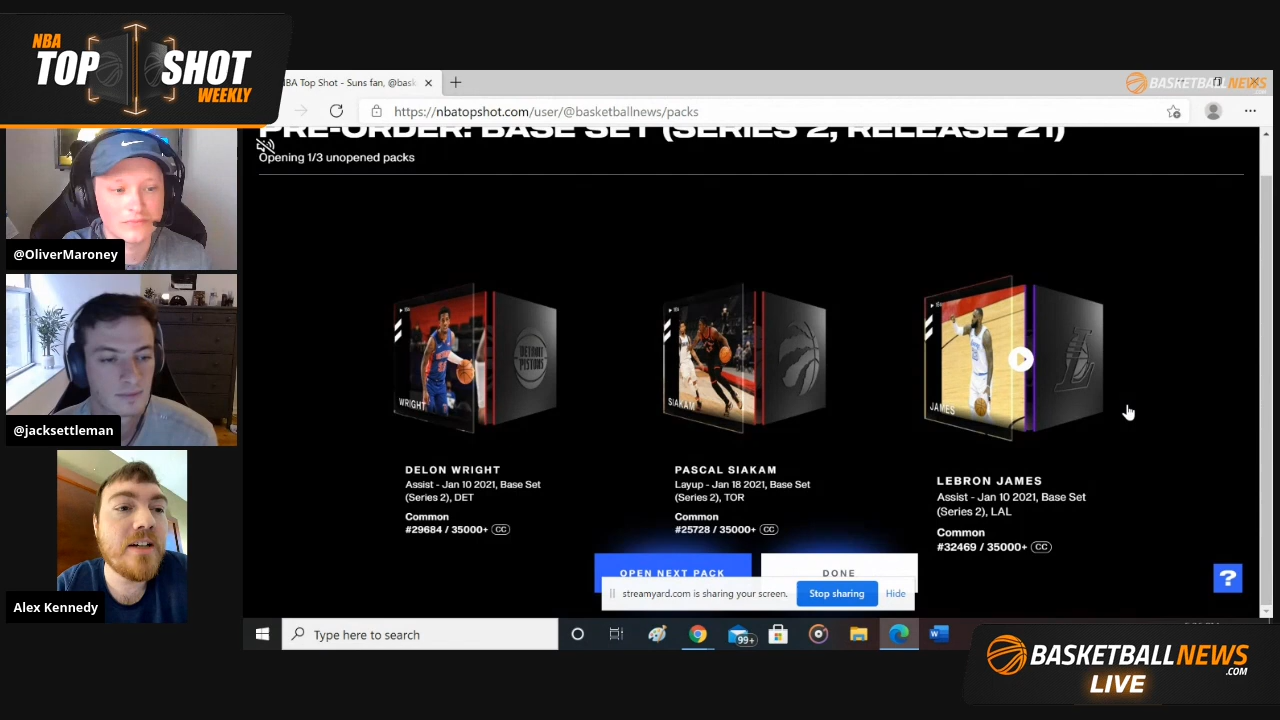 NBA
TOP SHOT
WEEKLY
NBA Top Shot - Suns fan, @bask
BASKETBALLNEWS
https://nbatopshot.com/user/@basketballnews/packs
PRE-ORDER: BASE SET (SERIES 2, RELEASE 21)
Opening 1/3 unopened packs
@OliverMaroney
@jacksettleman
Alex Kennedy
WRIGHT
DETROIT
PISTONS
SIAKAM
JAMES
L
DELON WRIGHT
Assist - Jan 10 2021, Base Set
(Series 2), DET
Common
#29684 / 35000+ CC
PASCAL SIAKAM
Layup - Jan 18 2021, Base Set
(Series 2), TOR
Common
#25728 / 35000+ CC
LEBRON JAMES
Assist - Jan 10 2021, Base Set
(Series 2), LAL
Common
#32469 / 35000+ CC
OPEN NEXT PACK
DONE
streamyard.com is sharing your screen.
Stop sharing
Hide
?
Type here to search
99+
W
BASKETBALLNEWS
.COM
LIVE